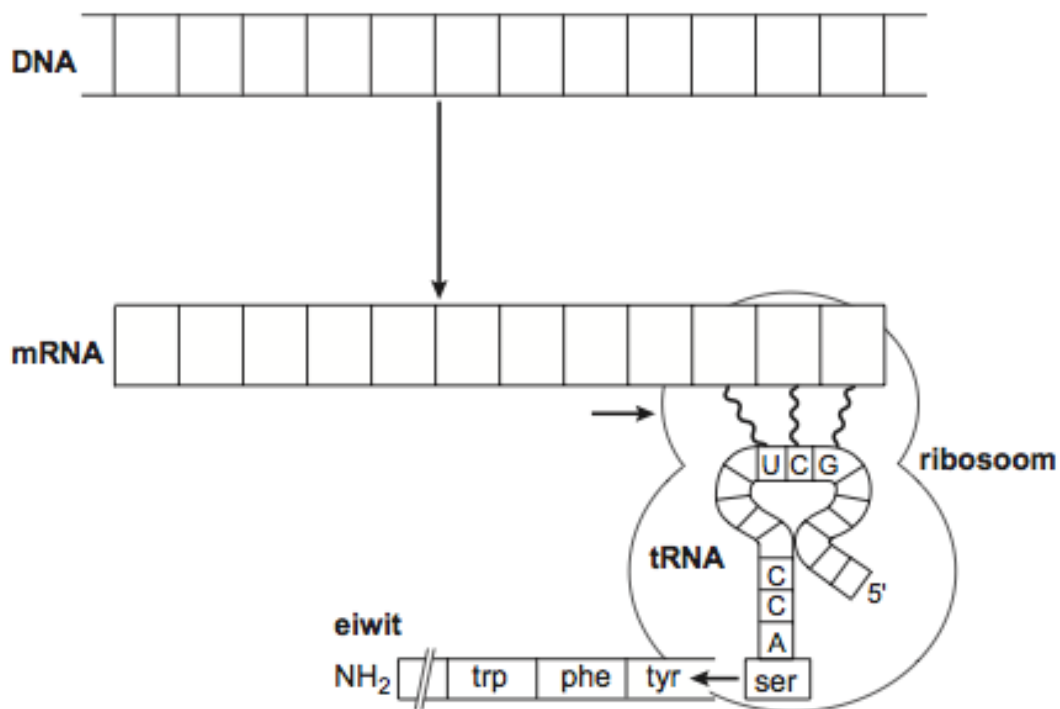 DNA
mRNA
ribosoom
U C G
tRNA
5'
C
C
A
eiwit
NH₂ trp phe tyr ser